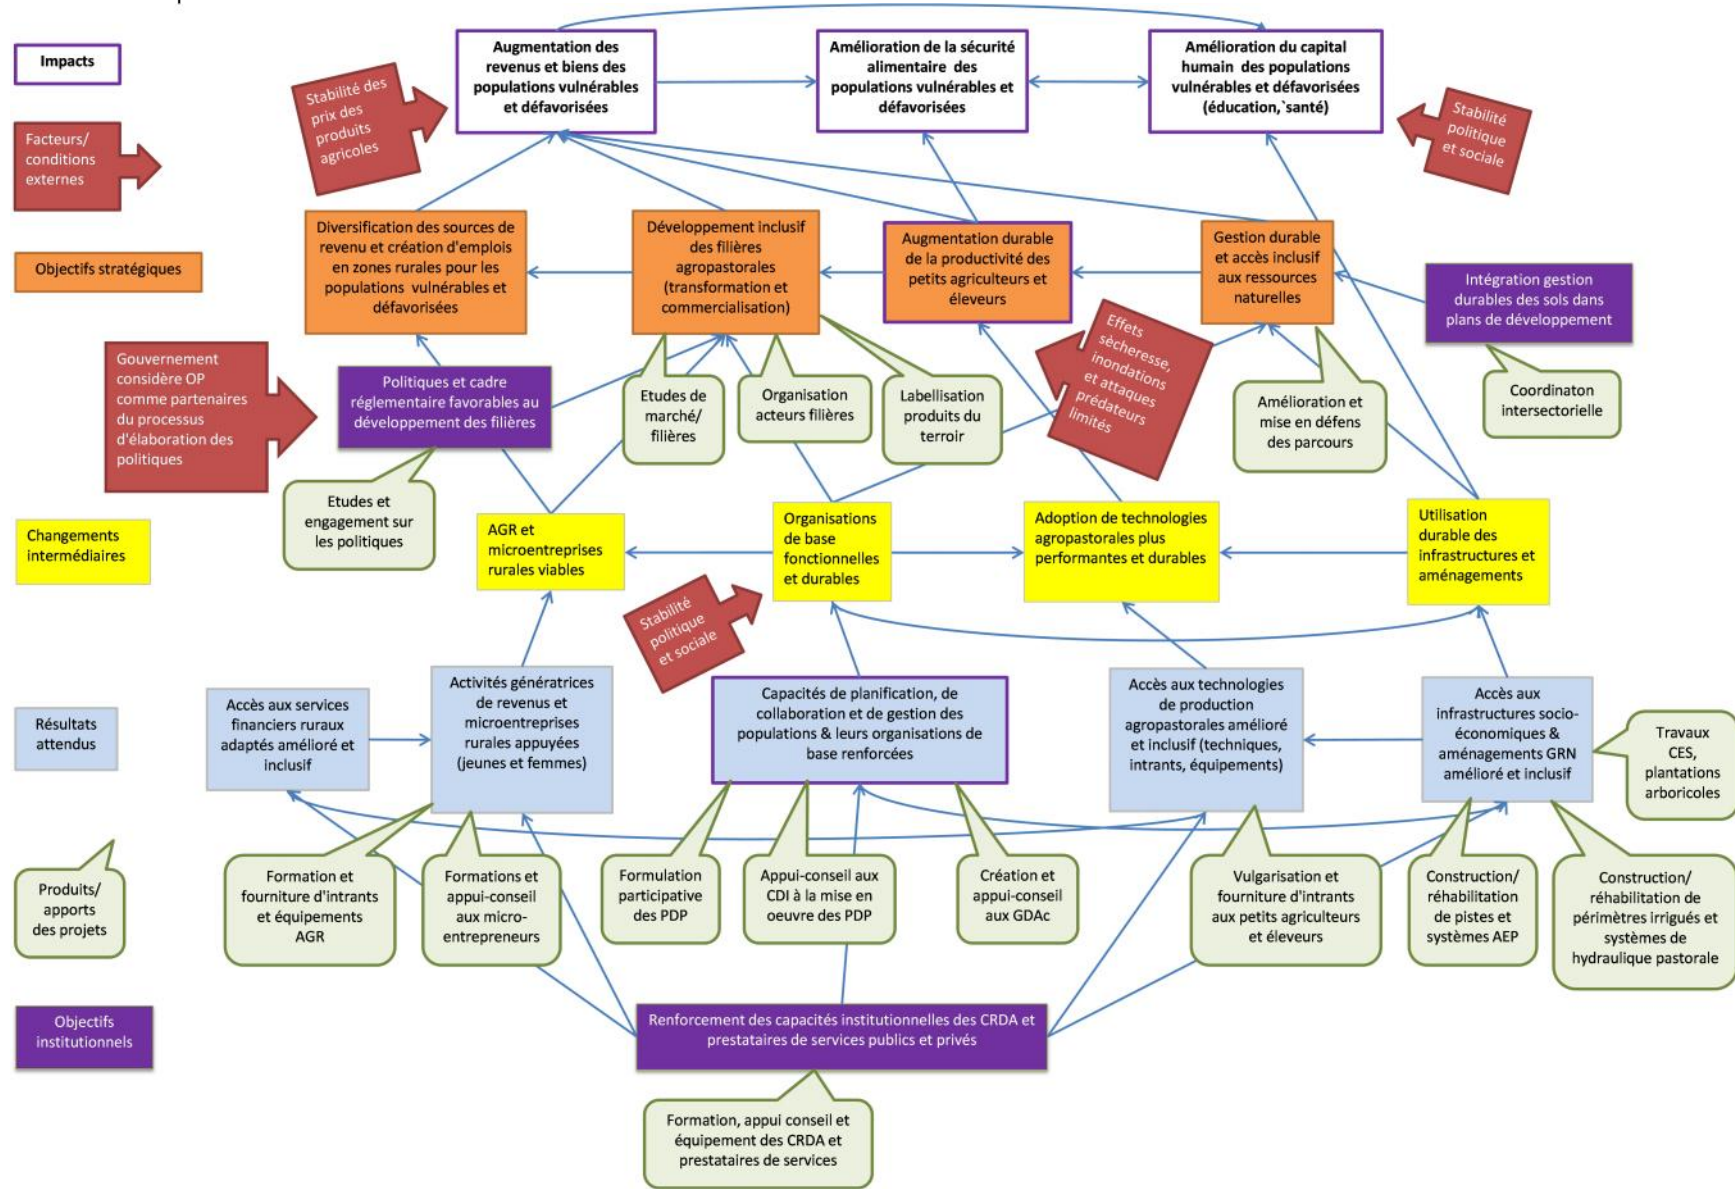 Impacts
Augmentation des
revenus et biens des
populations vulnérables
et défavorisées
Amélioration de la sécurité
alimentaire des
populations vulnérables et
défavorisées
Amélioration du capital
humain des populations
vulnérables et défavorisées
(éducation,`santé)
Stabilité des
prix des
produits
agricoles
Stabilité
politique
et sociale
Facteurs/
conditions
externes
Objectifs stratégiques
Diversification des sources de
revenu et création d'emplois
en zones rurales pour les
populations vulnérables et
défavorisées
Développement inclusif
des filières
agropastorales
(transformation et
commercialisation)
Augmentation durable
de la productivité des
petits agriculteurs et
éleveurs
Gestion durable
et accès inclusif
aux ressources
naturelles
Intégration gestion
durables des sols dans
plans de développement
Gouvernement
considère OP
comme partenaires
du processus
d'élaboration des
politiques
Politiques et cadre
réglementaire favorables au
développement des filières
Etudes de
marché/
filières
Organisation
acteurs filières
Labellisation
produits du
terroir
Effets
sècheresse,
inondations
et attaques
prédateurs
limités
Amélioration et
mise en défens
des parcours
Coordinaton
intersectorielle
Etudes et
engagement sur
les politiques
Changements
intermédiaires
AGR et
microentreprises
rurales viables
Organisations
de base
fonctionnelles
et durables
Adoption de technologies
agropastorales plus
performantes et durables
Utilisation
durable des
infrastructures et
aménagements
Stabilité
politique
et sociale
Résultats
attendus
Accès aux services
financiers ruraux
adaptés amélioré et
inclusif
Activités génératrices
de revenus et
microentreprises
rurales appuyées
(jeunes et femmes)
Capacités de planification, de
collaboration et de gestion des
populations & leurs organisations de
base renforcées
Accès aux technologies
de production
agropastorales amélioré
et inclusif (techniques,
intrants, équipements)
Accès aux
infrastructures socio-
économiques &
aménagements GRN
amélioré et inclusif
Travaux
CES,
plantations
arboricoles
Produits/
apports
des projets
Formation et
fourniture d'intrants
et équipements
AGR
Formations et
appui-conseil
aux micro-
entrepreneurs
Formulation
participative
des PDP
Appui-conseil aux
CDI à la mise en
oeuvre des PDP
Création et
appui-conseil
aux GDAc
Vulgarisation et
fourniture d'intrants
aux petits agriculteurs
et éleveurs
Construction/
réhabilitation
de pistes et
systèmes AEP
Construction/
réhabilitation de
périmètres irrigués et
systèmes de
hydraulique pastorale
Objectifs
institutionnels
Renforcement des capacités institutionnelles des CRDA et
prestataires de services publics et privés
Formation, appui conseil et
équipement des CRDA et
prestataires de services